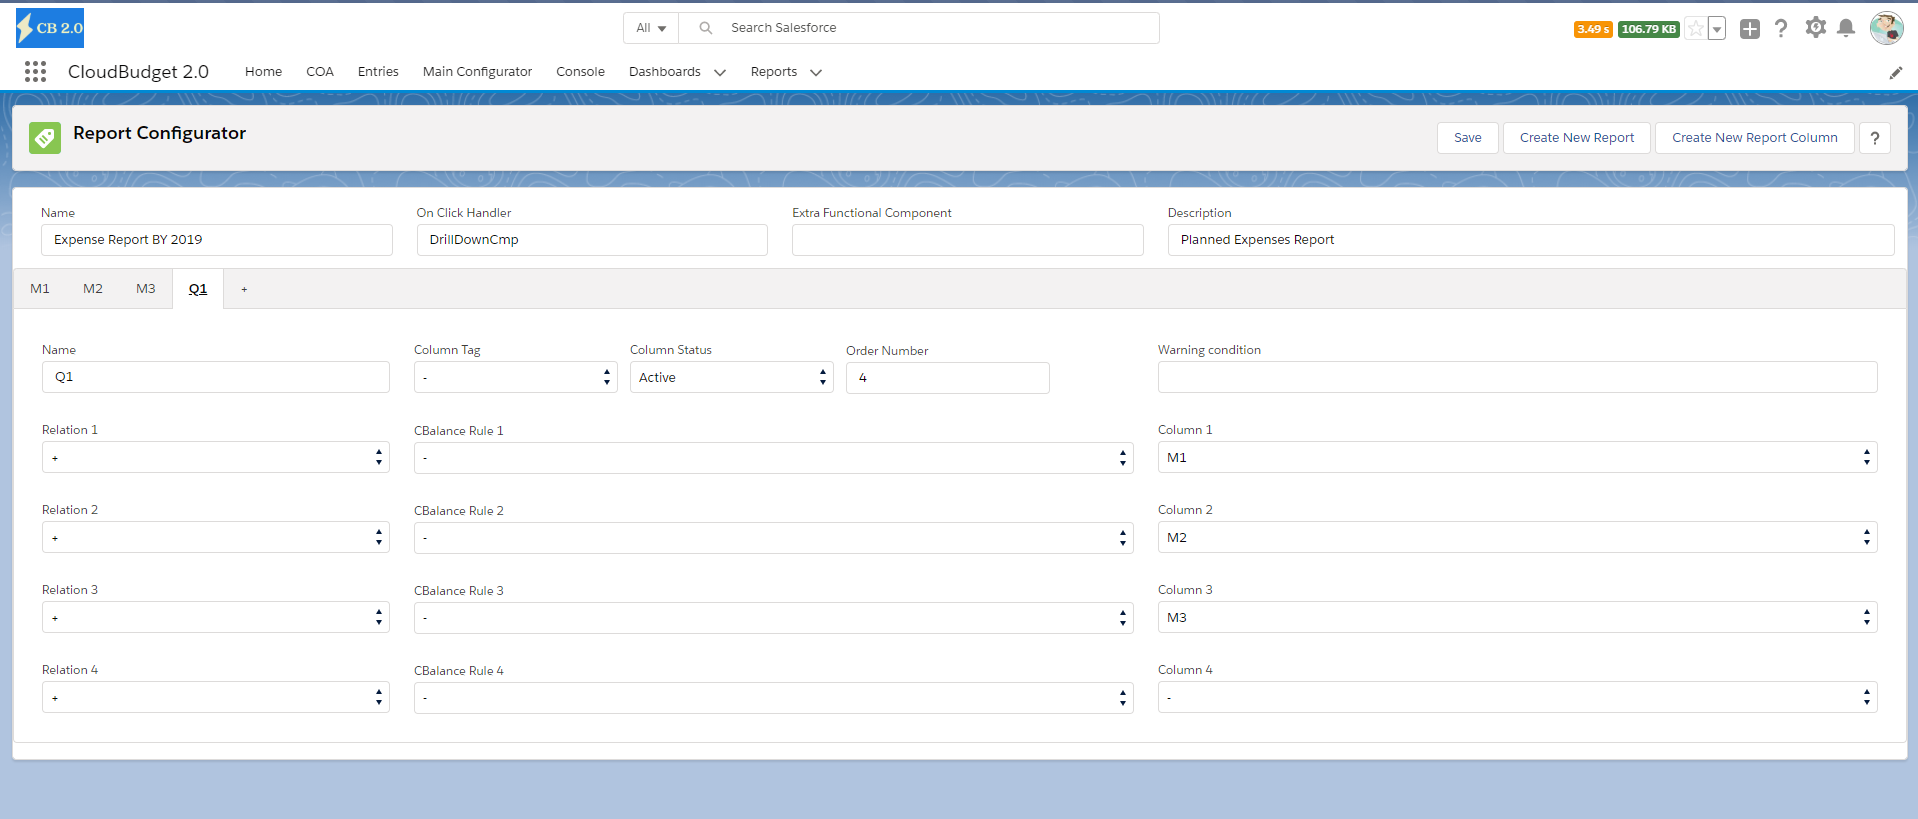 CB 2.0
All
Search Salesforce
3.49 s
106.79 KB
CloudBudget 2.0
Home
COA
Entries
Main Configurator
Console
Dashboards
Reports
Report Configurator
Save
Create New Report
Create New Report Column
?
Name
On Click Handler
Extra Functional Component
Description
Expense Report BY 2019
DrillDownCmp
Planned Expenses Report
M1
M2
M3
Q1
+
Name
Column Tag
Column Status
Order Number
Warning condition
Q1
-
Active
4
Relation 1
CBalance Rule 1
Column 1
+
-
M1
Relation 2
CBalance Rule 2
Column 2
+
-
M2
Relation 3
CBalance Rule 3
Column 3
+
-
M3
Relation 4
CBalance Rule 4
Column 4
+
-
-